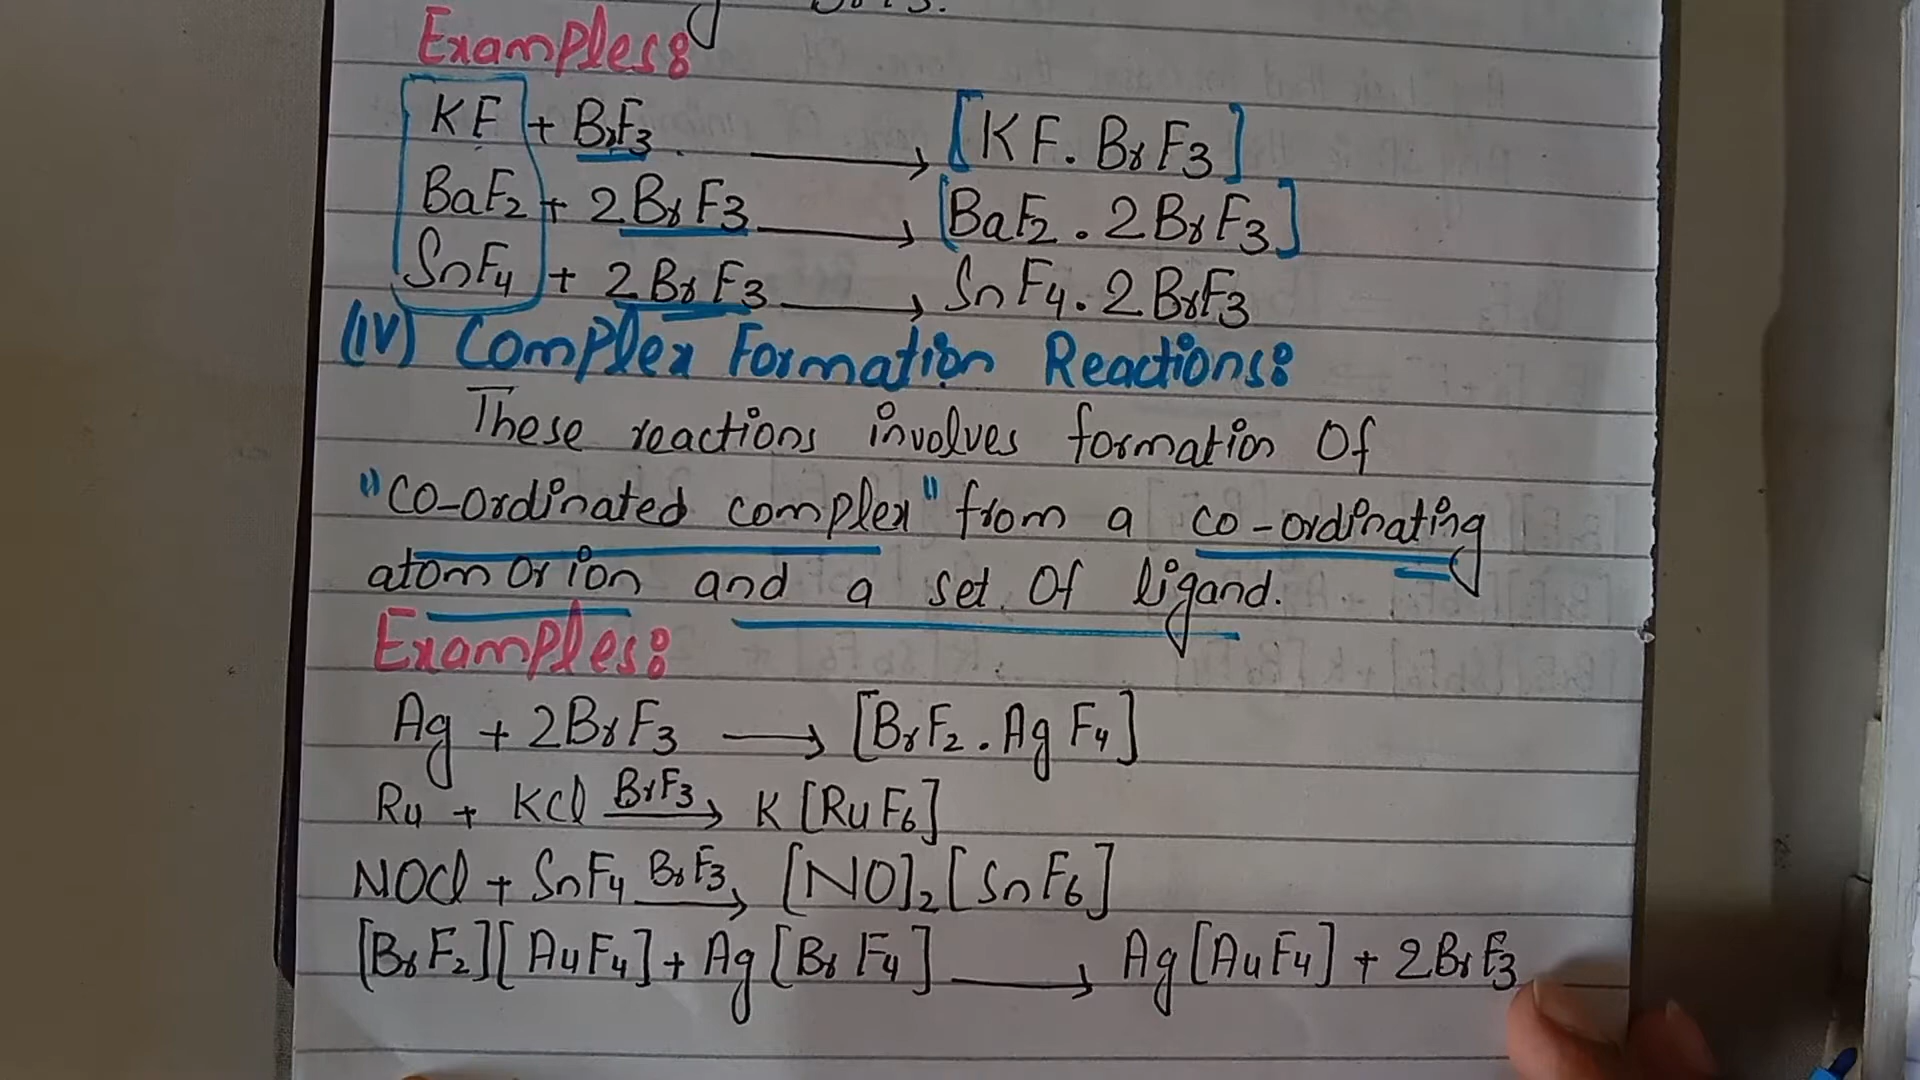 Examples:
KF + BrF3 ⟶ [KF. BrF3]
BaF2 + 2BrF3 ⟶ [BaF2 . 2BrF3]
SnF4 + 2BrF3 ⟶ SnF4. 2BrF3
(IV) Complex Formation Reactions:
These reactions involves formation Of
"co-ordinated complex" from a co-ordinating
atom or ion and a set Of ligand.
Examples:
Ag + 2BrF3 ⟶ [BrF2 . AgF4]
Ru + KCl BrF3⟶ K [RuF6]
NOCl + SnF4 BrF3⟶ [NO]2 [SnF6]
[BrF2][AuF4] + Ag [BrF4] ⟶ Ag [AuF4] + 2BrF3